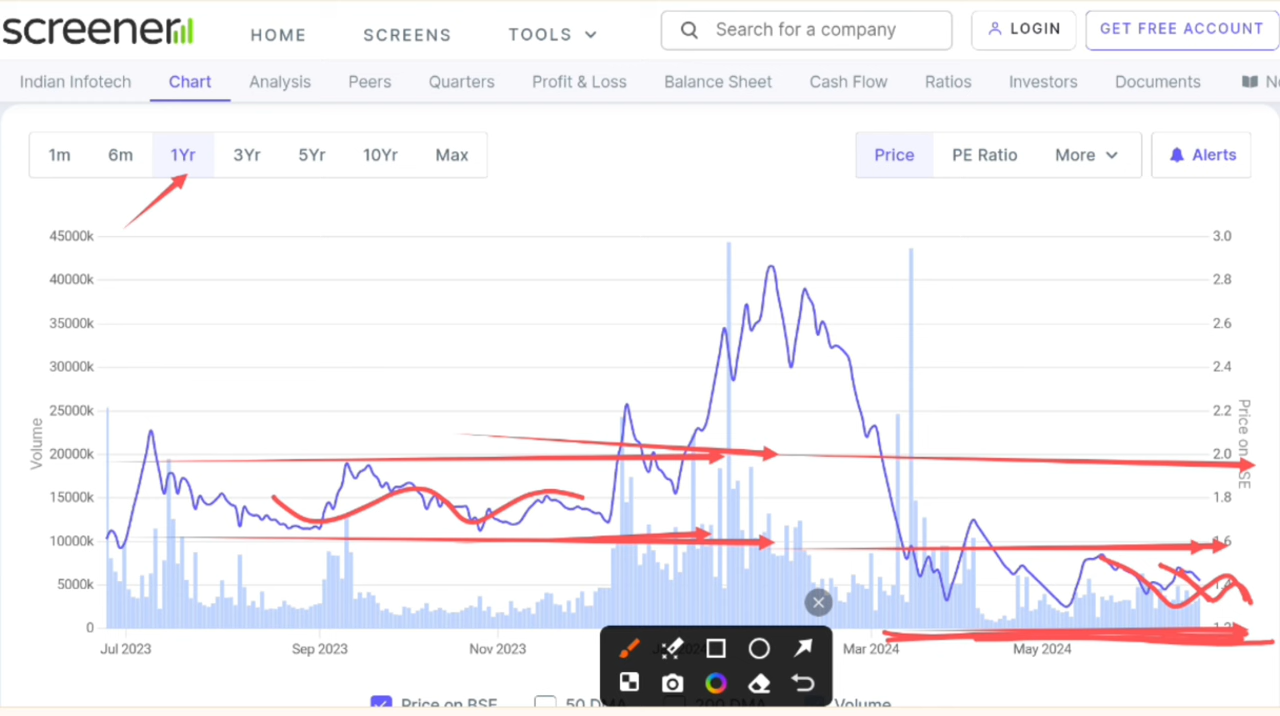 screener HOME SCREENS TOOLS Search for a company LOGIN GET FREE ACCOUNT
Indian Infotech Chart Analysis Peers Quarters Profit & Loss Balance Sheet Cash Flow Ratios Investors Documents
1m 6m 1Yr 3Yr 5Yr 10Yr Max Price PE Ratio More Alerts
45000k 3.0
40000k 2.8
35000k 2.6
30000k 2.4
25000k 2.2
20000k 2.0
15000k 1.8
10000k 1.6
5000k 1.4
0 1.2
Volume
Price on BSE
Jul 2023 Sep 2023 Nov 2023 Mar 2024 May 2024
Price on BSE 50 DMA 200 DMA Volume